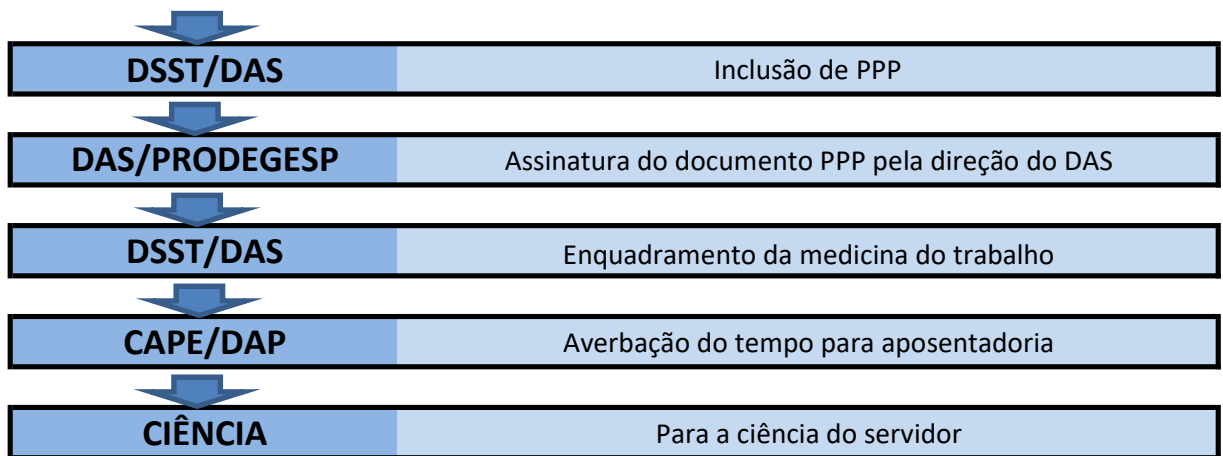 DSST/DAS Inclusão de PPP
DAS/PRODEGESP Assinatura do documento PPP pela direção do DAS
DSST/DAS Enquadramento da medicina do trabalho
CAPE/DAP Averbação do tempo para aposentadoria
CIÊNCIA Para a ciência do servidor